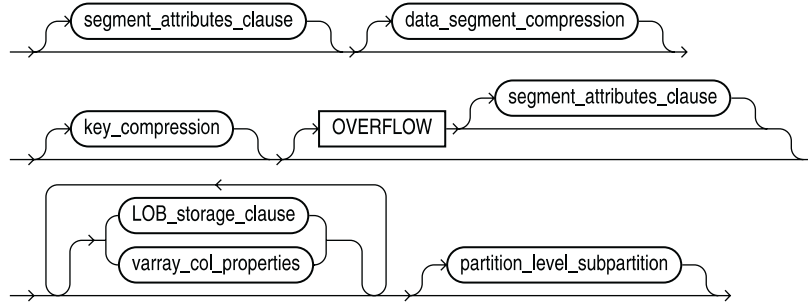 segment_attributes_clause data_segment_compression
segment_attributes_clause
key_compression OVERFLOW
LOB_storage_clause
varray_col_properties partition_level_subpartition